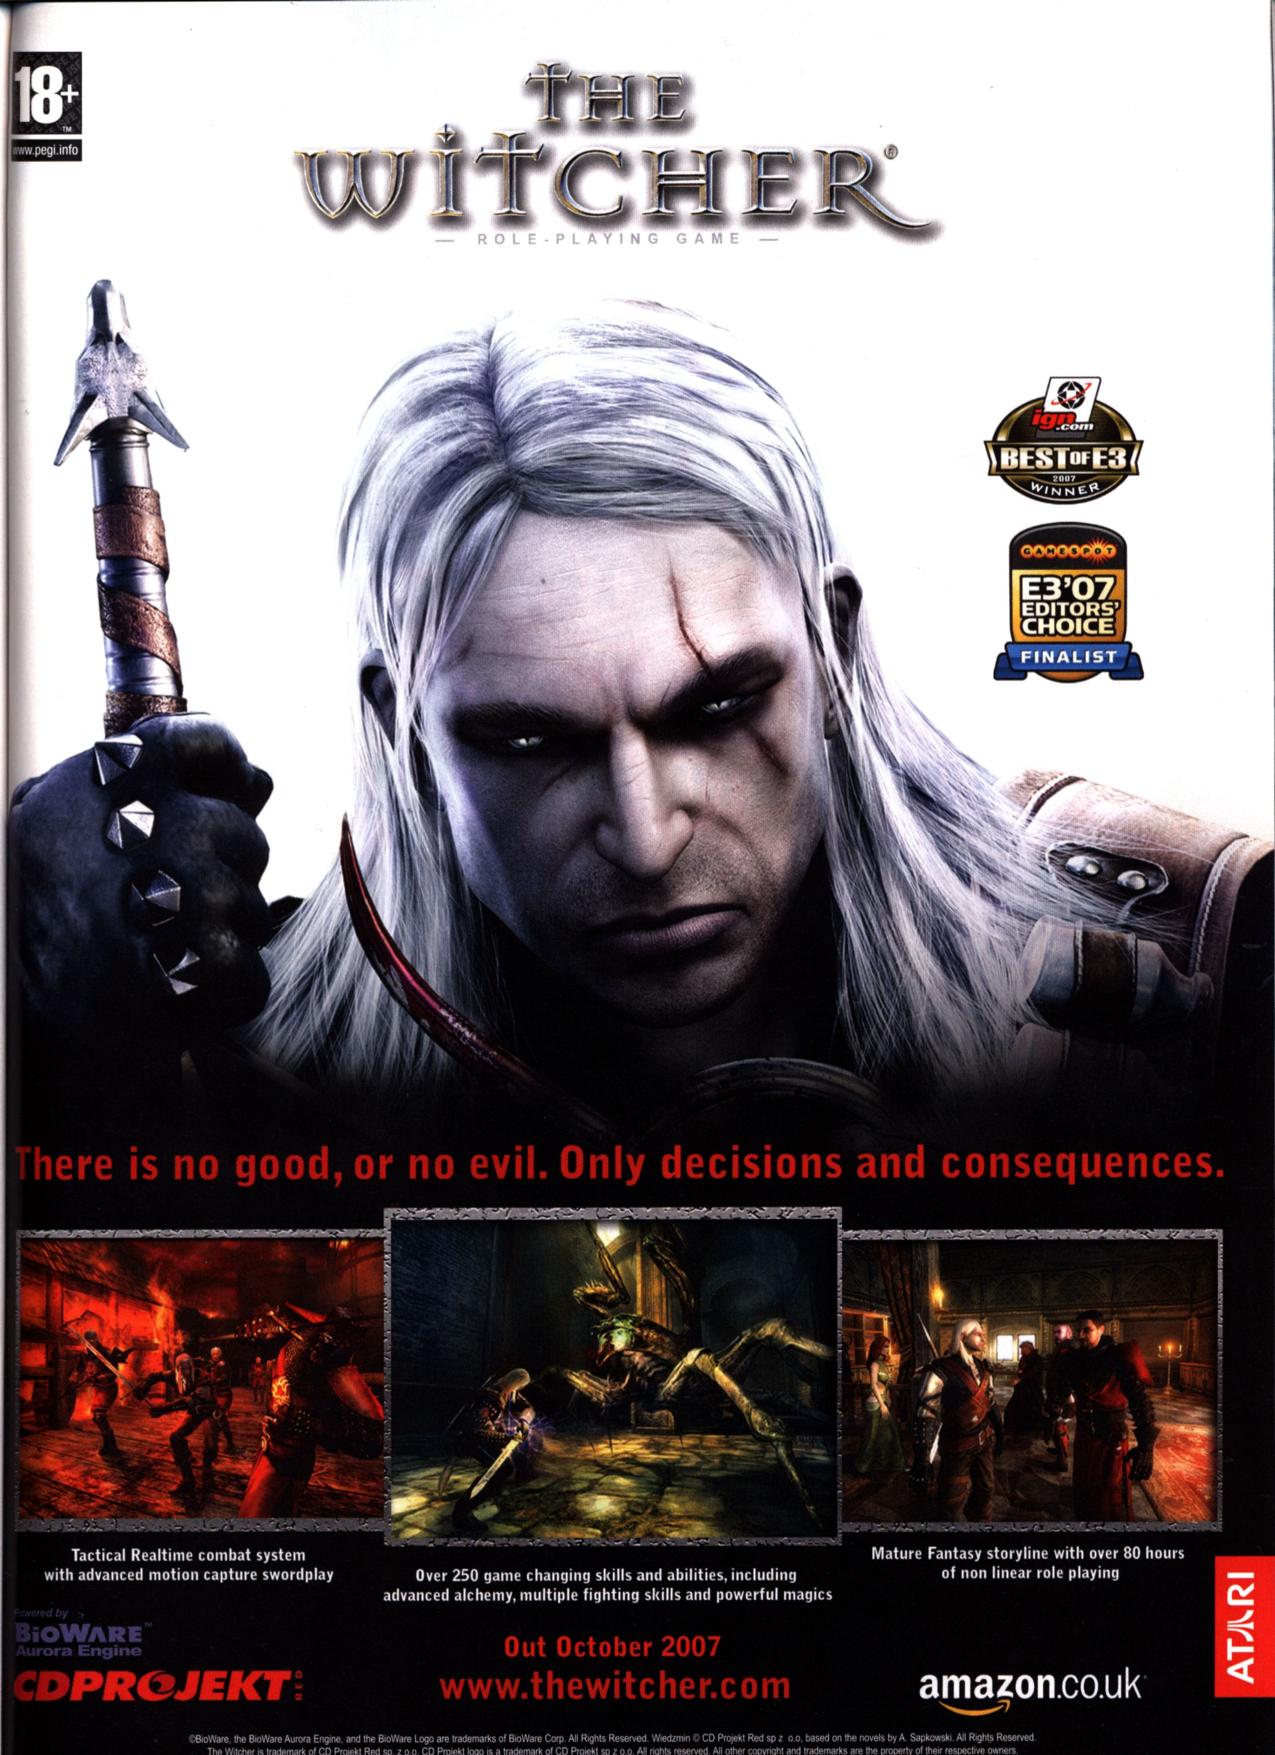 18+
™
www.pegi.info
THE
WITCHER®
— ROLE-PLAYING GAME —
ign
.com
BEST OF E3
2007
WINNER
GAMESPOT
E3'07
EDITORS'
CHOICE
FINALIST
There is no good, or no evil. Only decisions and consequences.
Tactical Realtime combat system
with advanced motion capture swordplay
Over 250 game changing skills and abilities, including
advanced alchemy, multiple fighting skills and powerful magics
Mature Fantasy storyline with over 80 hours
of non linear role playing
Powered by
BIOWARE™
Aurora Engine
CDPROJEKT RED
Out October 2007
www.thewitcher.com
amazon.co.uk
ATARI
©BioWare, the BioWare Aurora Engine, and the BioWare Logo are trademarks of BioWare Corp. All Rights Reserved. Wiedzmin © CD Projekt Red sp z o.o, based on the novels by A. Sapkowski. All Rights Reserved.
The Witcher is trademark of CD Projekt Red sp. z o.o. CD Projekt logo is a trademark of CD Projekt sp z o.o. All rights reserved. All other copyright and trademarks are the property of their respective owners.